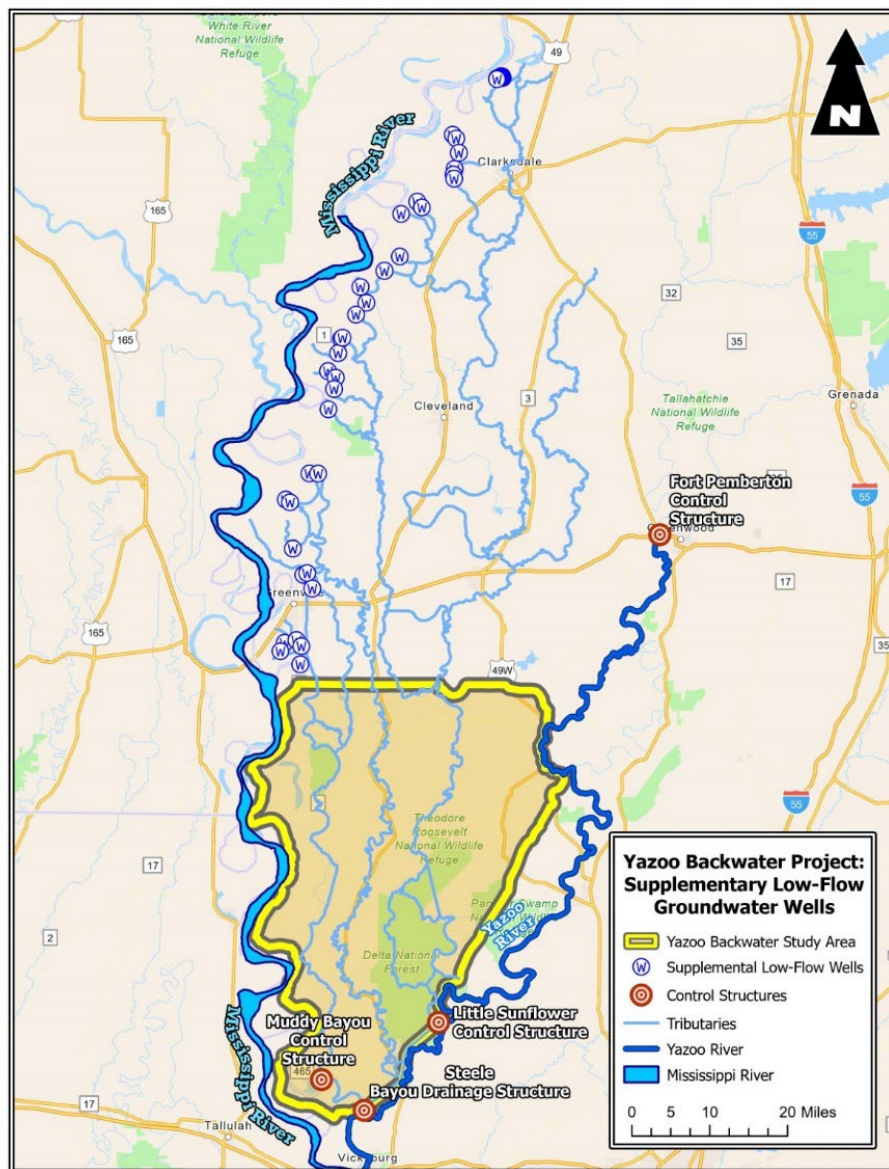 White River
National Wildlife
Refuge
49
N
Mississippi River
Clarksdale
165
55
32
1
165
35
Cleveland
3
Tallahatchie
National Wildlife
Refuge
Grenada
Fort Pemberton
Control
Structure
55
17
Greenville
165
35
49W
55
Theodore
Roosevelt
National Wildlife
Refuge
17
2
Yazoo
River
Delta National
Forest
Mississippi River
Muddy Bayou
Control
Structure
465
Little Sunflower
Control Structure
Steele
Bayou Drainage Structure
17
Tallulah
Vicksburg
Yazoo Backwater Project:
Supplementary Low-Flow
Groundwater Wells
Yazoo Backwater Study Area
W Supplemental Low-Flow Wells
Control Structures
Tributaries
Yazoo River
Mississippi River
0 5 10 20 Miles